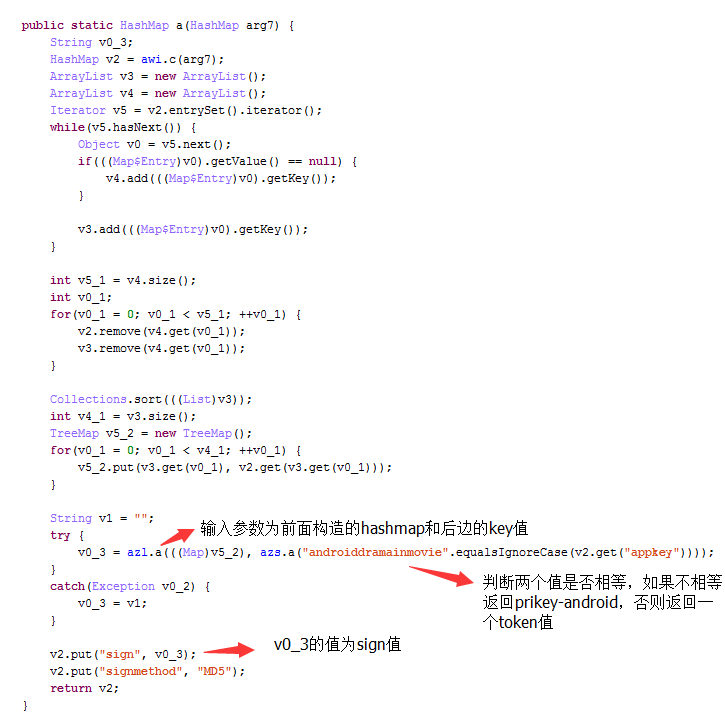 public static HashMap a(HashMap arg7) {
String v0_3;
HashMap v2 = awi.c(arg7);
ArrayList v3 = new ArrayList();
ArrayList v4 = new ArrayList();
Iterator v5 = v2.entrySet().iterator();
while(v5.hasNext()) {
Object v0 = v5.next();
if(((Map$Entry)v0).getValue() == null) {
v4.add(((Map$Entry)v0).getKey());
}
v3.add(((Map$Entry)v0).getKey());
}
int v5_1 = v4.size();
int v0_1;
for(v0_1 = 0; v0_1 < v5_1; ++v0_1) {
v2.remove(v4.get(v0_1));
v3.remove(v4.get(v0_1));
}
Collections.sort(((List)v3));
int v4_1 = v3.size();
TreeMap v5_2 = new TreeMap();
for(v0_1 = 0; v0_1 < v4_1; ++v0_1) {
v5_2.put(v3.get(v0_1), v2.get(v3.get(v0_1)));
}
String v1 = "";
try {
输入参数为前面构造的hashmap和后边的key值
v0_3 = azl.a(((Map)v5_2), azs.a("androiddramainmovie".equalsIgnoreCase(v2.get("appkey"))));
}
catch(Exception v0_2) {
v0_3 = v1;
}
判断两个值是否相等，如果不相等
返回prikey-android，否则返回一
个token值
v2.put("sign", v0_3);
v0_3的值为sign值
v2.put("signmethod", "MD5");
return v2;
}